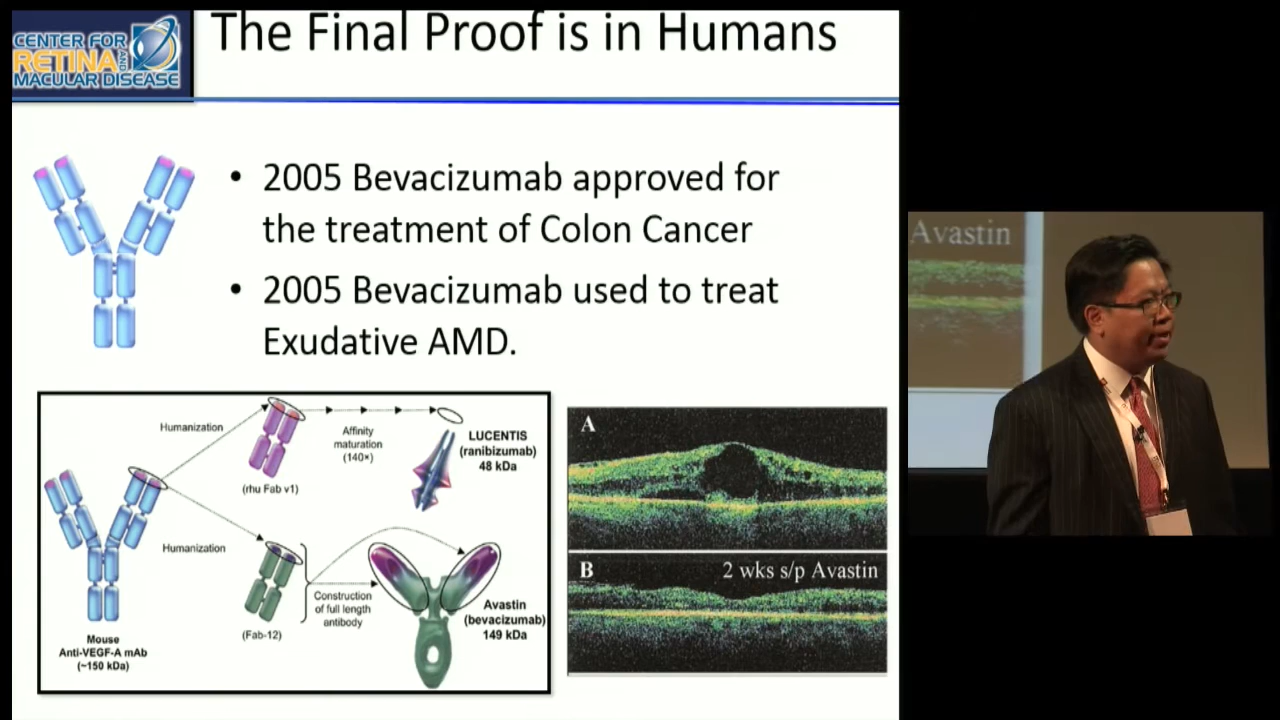 The Final Proof is in Humans
CENTER FOR
RETINA AND
MACULAR DISEASE
• 2005 Bevacizumab approved for
the treatment of Colon Cancer
• 2005 Bevacizumab used to treat
Exudative AMD.
Humanization
(rhu Fab v1)
Affinity
maturation
(140×)
LUCENTIS
(ranibizumab)
48 kDa
Humanization
(Fab-12)
Construction
of full length
antibody
Avastin
(bevacizumab)
149 kDa
Mouse
Anti-VEGF-A mAb
(~150 kDa)
A
B
2 wks s/p Avastin
Avastin